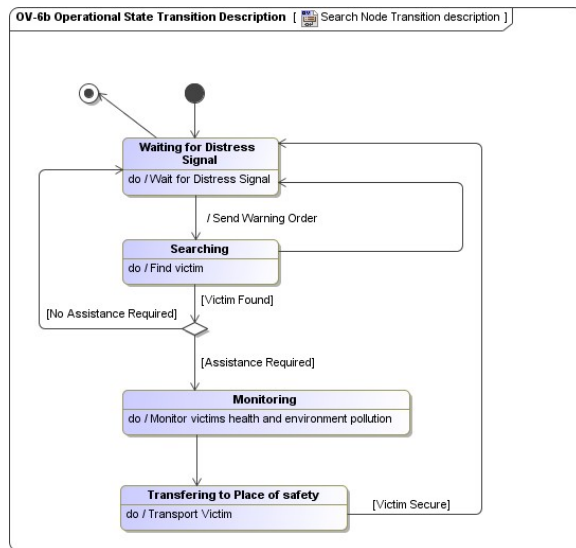 OV-6b Operational State Transition Description [ Search Node Transition description ]
Waiting for Distress
Signal
do / Wait for Distress Signal
/ Send Warning Order
Searching
do / Find victim
[Victim Found]
[No Assistance Required]
[Assistance Required]
Monitoring
do / Monitor victims health and environment pollution
Transfering to Place of safety
do / Transport Victim
[Victim Secure]